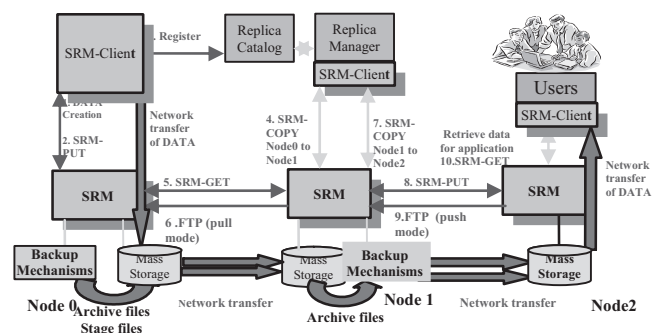 SRM-Client
. Register
Replica
Catalog
Replica
Manager
SRM-Client
Users
SRM-Client
DATA
Creation
2. SRM-
PUT
Network
transfer
of DATA
4. SRM-
COPY
Node0 to
Node1
7. SRM-
COPY
Node1 to
Node2
Retrieve data
for application
10.SRM-GET
Network
transfer
of DATA
SRM
5. SRM-GET
SRM
8. SRM-PUT
SRM
6 .FTP (pull
mode)
9.FTP (push
mode)
Backup
Mechanisms
Mass
Storage
Mass
Storage
Backup
Mechanisms
Mass
Storage
Node 0
Network transfer
Node 1
Network transfer
Node2
Archive files
Stage files
Archive files